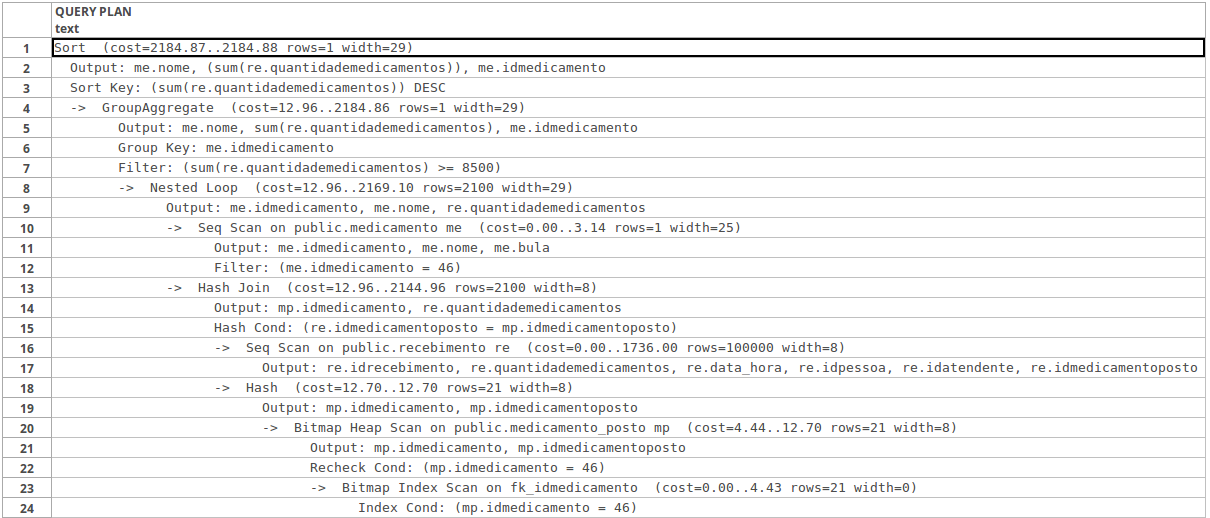 QUERY PLAN
text
1 Sort  (cost=2184.87..2184.88 rows=1 width=29)
2 Output: me.nome, (sum(re.quantidademedicamentos)), me.idmedicamento
3 Sort Key: (sum(re.quantidademedicamentos)) DESC
4 ->  GroupAggregate  (cost=12.96..2184.86 rows=1 width=29)
5 Output: me.nome, sum(re.quantidademedicamentos), me.idmedicamento
6 Group Key: me.idmedicamento
7 Filter: (sum(re.quantidademedicamentos) >= 8500)
8 ->  Nested Loop  (cost=12.96..2169.10 rows=2100 width=29)
9 Output: me.idmedicamento, me.nome, re.quantidademedicamentos
10 ->  Seq Scan on public.medicamento me  (cost=0.00..3.14 rows=1 width=25)
11 Output: me.idmedicamento, me.nome, me.bula
12 Filter: (me.idmedicamento = 46)
13 ->  Hash Join  (cost=12.96..2144.96 rows=2100 width=8)
14 Output: mp.idmedicamento, re.quantidademedicamentos
15 Hash Cond: (re.idmedicamentoposto = mp.idmedicamentoposto)
16 ->  Seq Scan on public.recebimento re  (cost=0.00..1736.00 rows=100000 width=8)
17 Output: re.idrecebimento, re.quantidademedicamentos, re.data_hora, re.idpessoa, re.idatendente, re.idmedicamentoposto
18 ->  Hash  (cost=12.70..12.70 rows=21 width=8)
19 Output: mp.idmedicamento, mp.idmedicamentoposto
20 ->  Bitmap Heap Scan on public.medicamento_posto mp  (cost=4.44..12.70 rows=21 width=8)
21 Output: mp.idmedicamento, mp.idmedicamentoposto
22 Recheck Cond: (mp.idmedicamento = 46)
23 ->  Bitmap Index Scan on fk_idmedicamento  (cost=0.00..4.43 rows=21 width=0)
24 Index Cond: (mp.idmedicamento = 46)